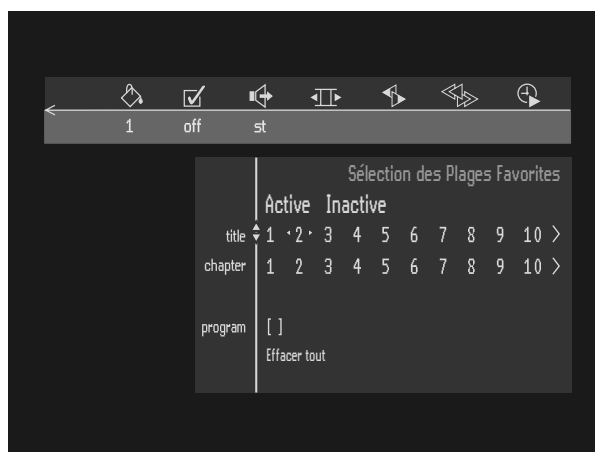 1 off st
Sélection des Plages Favorites
Active Inactive
title 1 2 3 4 5 6 7 8 9 10 >
chapter 1 2 3 4 5 6 7 8 9 10 >
program [ ]
Effacer tout